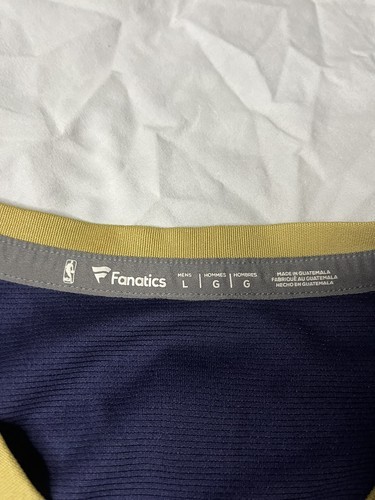 Fanatics
MENS HOMMES HOMBRES
L G G
MADE IN GUATEMALA
FABRIQUÉ AU GUATEMALA
HECHO EN GUATEMALA